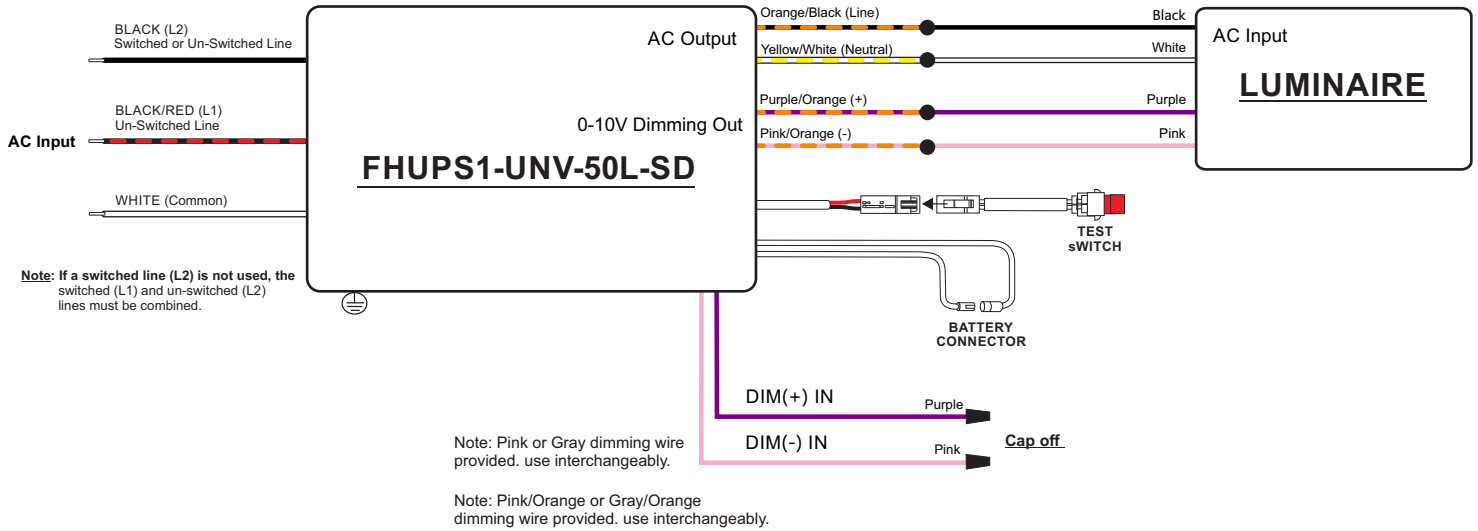 BLACK (L2)
Switched or Un-Switched Line
BLACK/RED (L1)
Un-Switched Line
AC Input
WHITE (Common)
Note: If a switched line (L2) is not used, the
switched (L1) and un-switched (L2)
lines must be combined.
AC Output
0-10V Dimming Out
FHUPS1-UNV-50L-SD
Orange/Black (Line)
Black
Yellow/White (Neutral)
White
Purple/Orange (+)
Purple
Pink/Orange (-)
Pink
AC Input
LUMINAIRE
TEST
sWITCH
BATTERY
CONNECTOR
DIM(+) IN
Purple
DIM(-) IN
Pink
Cap off
Note: Pink or Gray dimming wire
provided. use interchangeably.
Note: Pink/Orange or Gray/Orange
dimming wire provided. use interchangeably.